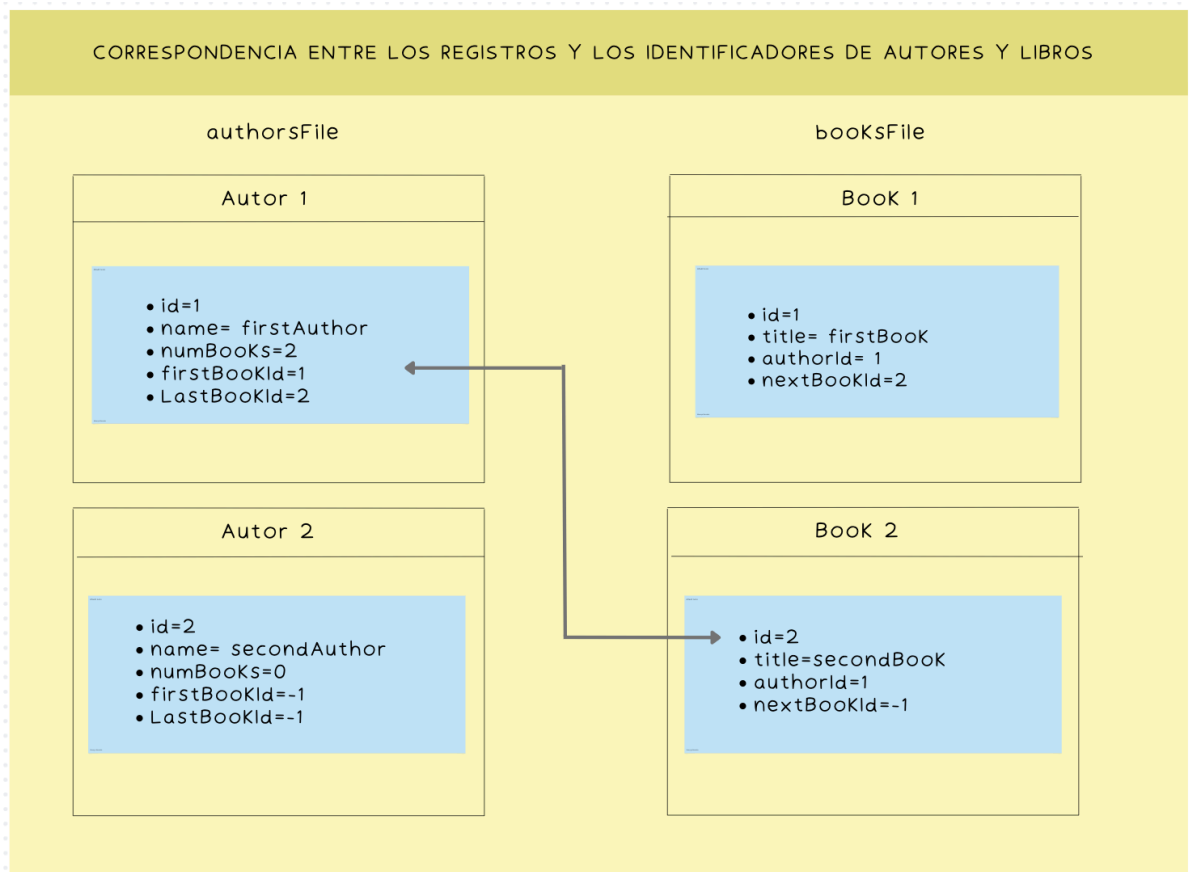 CORRESPONDENCIA ENTRE LOS REGISTROS Y LOS IDENTIFICADORES DE AUTORES Y LIBROS
authorsFile
booksFile
Autor 1
• id=1
• name= firstAuthor
• numBooks=2
• firstBookId=1
• LastBookId=2
Book 1
• id=1
• title= firstBook
• authorId= 1
• nextBookId=2
Autor 2
• id=2
• name= secondAuthor
• numBooks=0
• firstBookId=-1
• LastBookId=-1
Book 2
• id=2
• title=secondBook
• authorId=1
• nextBookId=-1